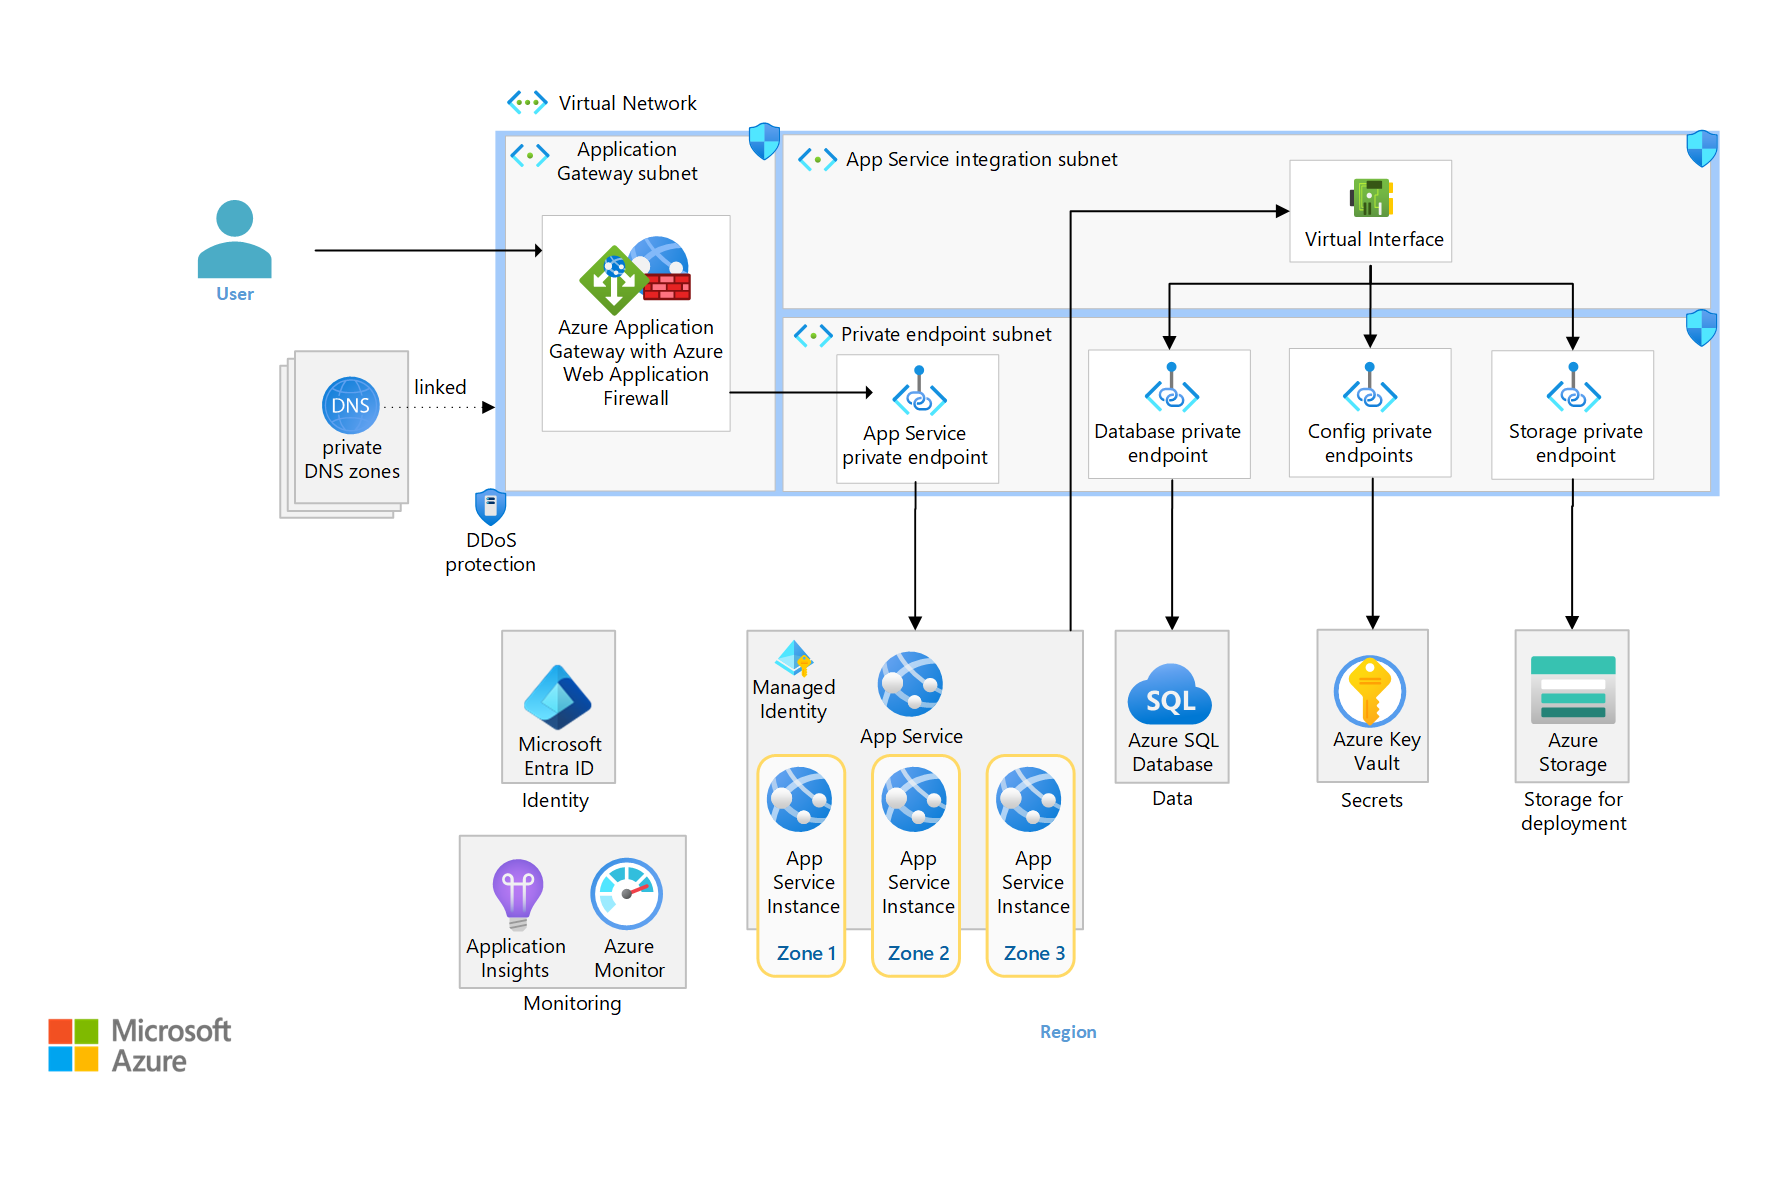 Virtual Network
Application
Gateway subnet
App Service integration subnet
Virtual Interface
User
Azure Application
Gateway with Azure
Web Application
Firewall
Private endpoint subnet
DNS
linked
private
DNS zones
App Service
private endpoint
Database private
endpoint
Config private
endpoints
Storage private
endpoint
DDoS
protection
Microsoft
Entra ID
Identity
Managed
Identity
App Service
SQL
Azure SQL
Database
Data
Azure Key
Vault
Secrets
Azure
Storage
Storage for
deployment
App
Service
Instance
Zone 1
App
Service
Instance
Zone 2
App
Service
Instance
Zone 3
Application
Insights
Azure
Monitor
Monitoring
Region
Microsoft
Azure